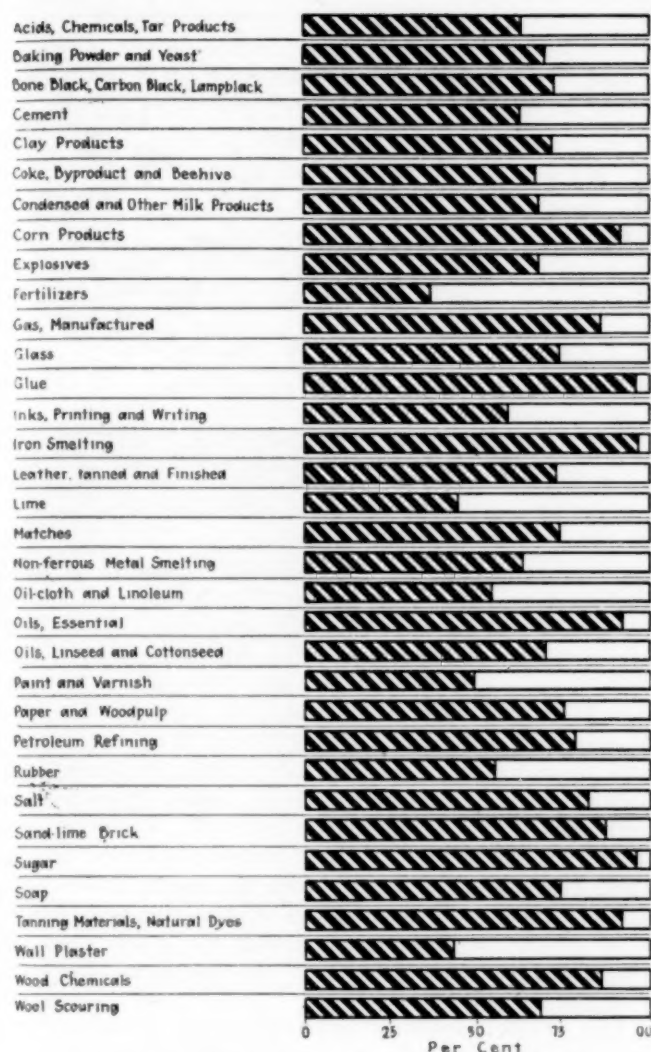 Acids, Chemicals, Tar Products
Baking Powder and Yeast
Bone Black, Carbon Black, Lampblack
Cement
Clay Products
Coke, Byproduct and Beehive
Condensed and Other Milk Products
Corn Products
Explosives
Fertilizers
Gas, Manufactured
Glass
Glue
Inks, Printing and Writing
Iron Smelting
Leather, tanned and Finished
Lime
Matches
Non-ferrous Metal Smelting
Oil-cloth and Linoleum
Oils, Essential
Oils, Linseed and Cottonseed
Paint and Varnish
Paper and Woodpulp
Petroleum Refining
Rubber
Salt
Sand-lime Brick
Sugar
Soap
Tanning Materials, Natural Dyes
Wall Plaster
Wood Chemicals
Wool Scouring
0 25 50 75 00
Per Cent